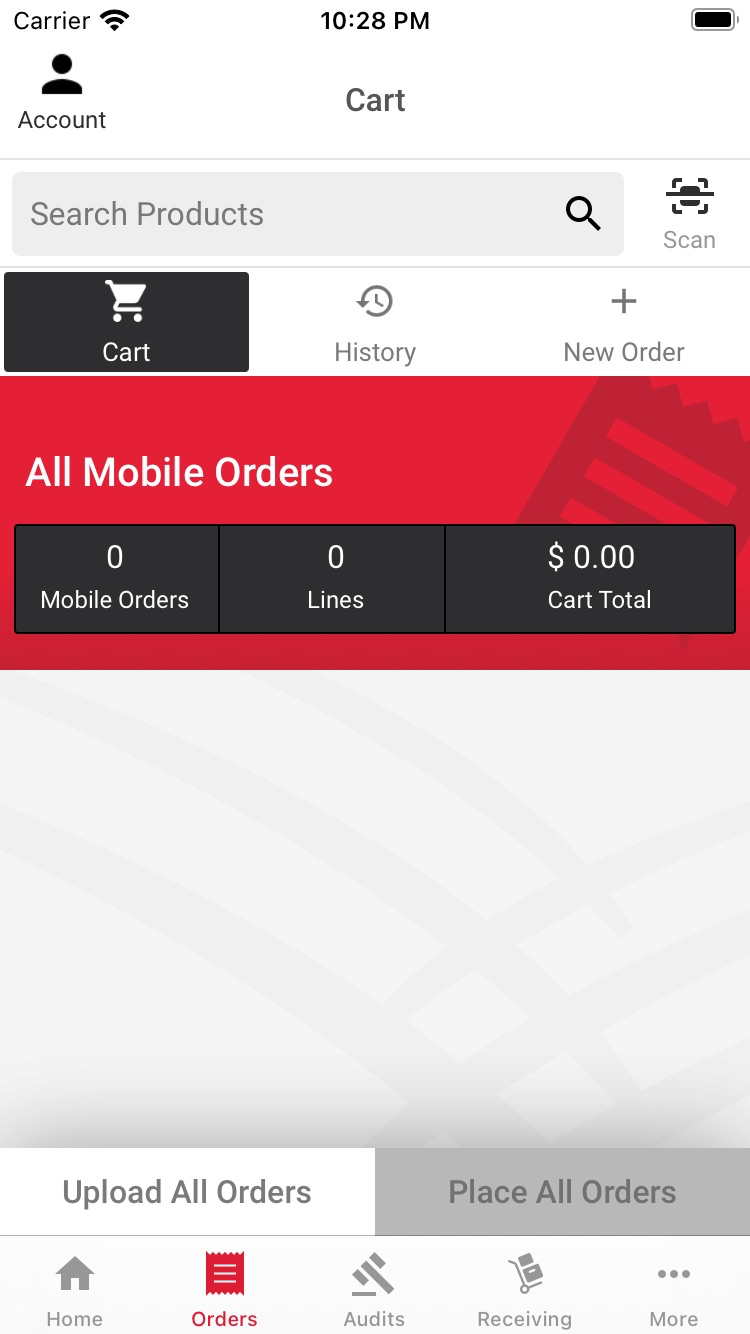 Carrier 10:28 PM
Account
Cart
Search Products
Scan
Cart History New Order
All Mobile Orders
0 0 $ 0.00
Mobile Orders Lines Cart Total
Upload All Orders Place All Orders
Home Orders Audits Receiving More